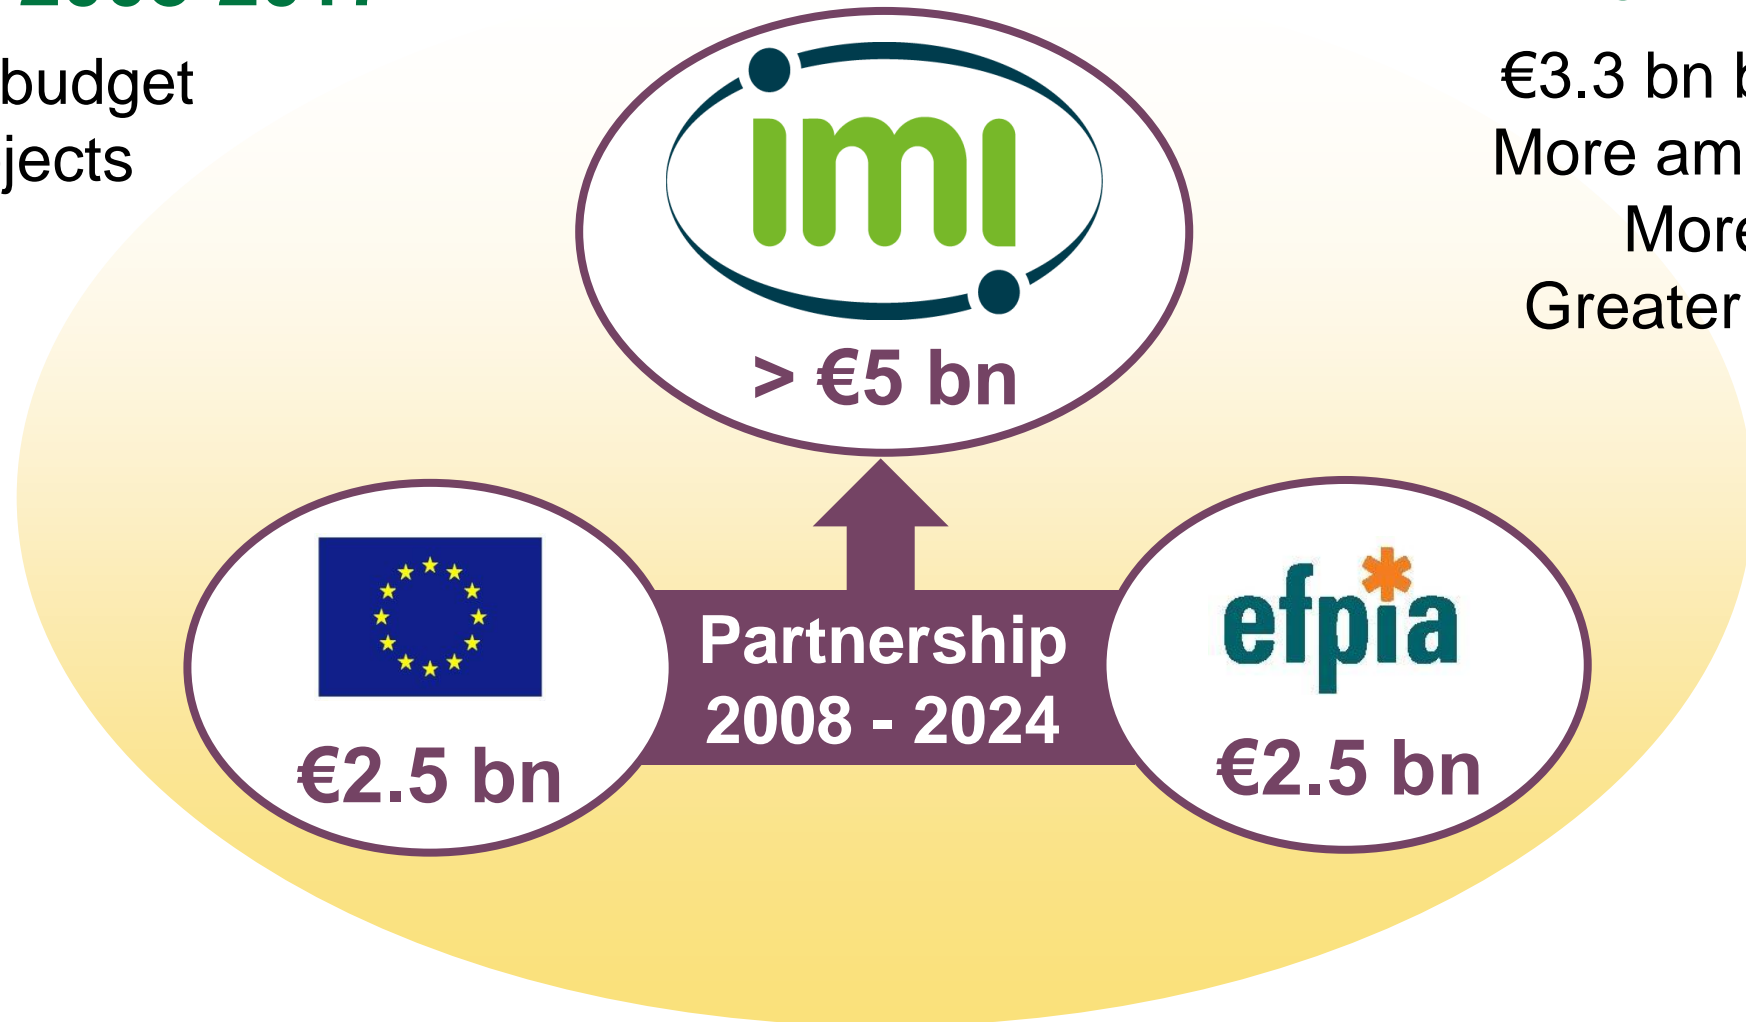 budget
jects
€3.3 bn
More am
More
Greater
imi
> €5 bn
Partnership
2008 - 2024
€2.5 bn
efpia
€2.5 bn